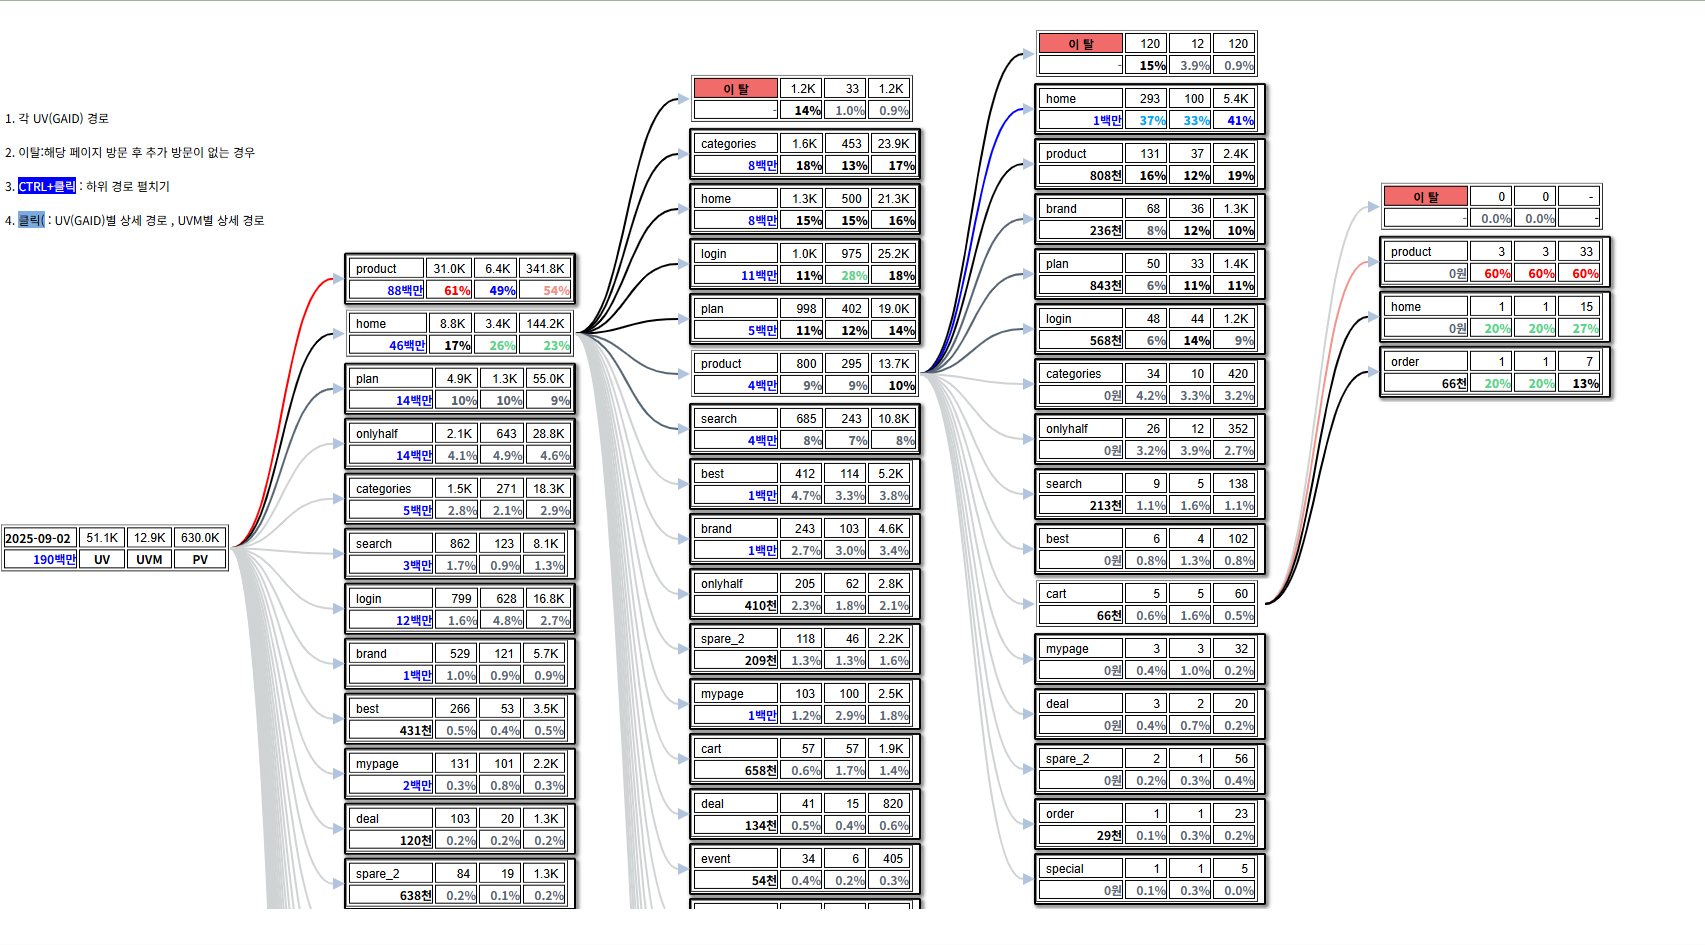 1. 각 UV(GAID) 경로
2. 이탈:해당 페이지 방문 후 추가 방문이 없는 경우
3. CTRL+클릭 : 하위 경로 펼치기
4. 클릭( : UV(GAID)별 상세 경로 , UVM별 상세 경로
2025-09-02 51.1K 12.9K 630.0K
190백만 UV UVM PV
product 31.0K 6.4K 341.8K
88백만 61% 49% 54%
home 8.8K 3.4K 144.2K
46백만 17% 26% 23%
plan 4.9K 1.3K 55.0K
14백만 10% 10% 9%
onlyhalf 2.1K 643 28.8K
14백만 4.1% 4.9% 4.6%
categories 1.5K 271 18.3K
5백만 2.8% 2.1% 2.9%
search 862 123 8.1K
3백만 1.7% 0.9% 1.3%
login 799 628 16.8K
12백만 1.6% 4.8% 2.7%
brand 529 121 5.7K
1백만 1.0% 0.9% 0.9%
best 266 53 3.5K
431천 0.5% 0.4% 0.5%
mypage 131 101 2.2K
2백만 0.3% 0.8% 0.3%
deal 103 20 1.3K
120천 0.2% 0.2% 0.2%
spare_2 84 19 1.3K
638천 0.2% 0.1% 0.2%
이 탈 1.2K 33 1.2K
- 14% 1.0% 0.9%
categories 1.6K 453 23.9K
8백만 18% 13% 17%
home 1.3K 500 21.3K
8백만 15% 15% 16%
login 1.0K 975 25.2K
11백만 11% 28% 18%
plan 998 402 19.0K
5백만 11% 12% 14%
product 800 295 13.7K
4백만 9% 9% 10%
search 685 243 10.8K
4백만 8% 7% 8%
best 412 114 5.2K
1백만 4.7% 3.3% 3.8%
brand 243 103 4.6K
1백만 2.7% 3.0% 3.4%
onlyhalf 205 62 2.8K
410천 2.3% 1.8% 2.1%
spare_2 118 46 2.2K
209천 1.3% 1.3% 1.6%
mypage 103 100 2.5K
1백만 1.2% 2.9% 1.8%
cart 57 57 1.9K
658천 0.6% 1.7% 1.4%
deal 41 15 820
134천 0.5% 0.4% 0.6%
event 34 6 405
54천 0.4% 0.2% 0.3%
이 탈 120 12 120
- 15% 3.9% 0.9%
home 293 100 5.4K
1백만 37% 33% 41%
product 131 37 2.4K
808천 16% 12% 19%
brand 68 36 1.3K
236천 8% 12% 10%
plan 50 33 1.4K
843천 6% 11% 11%
login 48 44 1.2K
568천 6% 14% 9%
categories 34 10 420
0원 4.2% 3.3% 3.2%
onlyhalf 26 12 352
0원 3.2% 3.9% 2.7%
search 9 5 138
213천 1.1% 1.6% 1.1%
best 6 4 102
0원 0.8% 1.3% 0.8%
cart 5 5 60
66천 0.6% 1.6% 0.5%
mypage 3 3 32
0원 0.4% 1.0% 0.2%
deal 3 2 20
0원 0.4% 0.7% 0.2%
spare_2 2 1 56
0원 0.2% 0.3% 0.4%
order 1 1 23
29천 0.1% 0.3% 0.2%
special 1 1 5
0원 0.1% 0.3% 0.0%
이 탈 0 0 -
- 0.0% 0.0% -
product 3 3 33
0원 60% 60% 60%
home 1 1 15
0원 20% 20% 27%
order 1 1 7
66천 20% 20% 13%